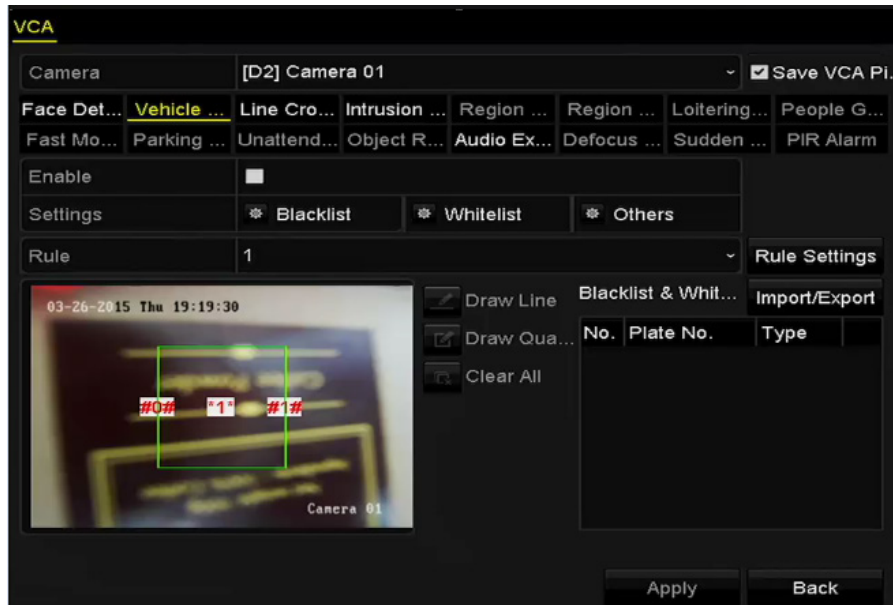 VCA
Camera [D2] Camera 01 Save VCA Pi.
Face Det... Vehicle ... Line Cro... Intrusion ... Region ... Region ... Loitering... People G...
Fast Mo... Parking ... Unattend... Object R... Audio Ex... Defocus ... Sudden ... PIR Alarm
Enable
Settings Blacklist Whitelist Others
Rule 1 Rule Settings
03-26-2015 Thu 19:19:30
#0# *1* #1#
Camera 01
Draw Line
Draw Qua...
Clear All
Blacklist & Whit... Import/Export
No. Plate No. Type
Apply Back